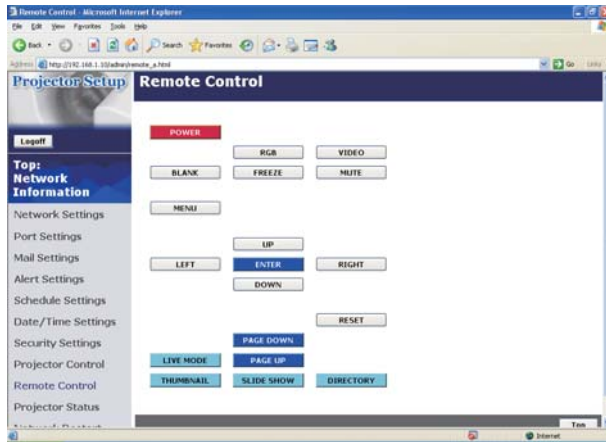 Remote Control - Microsoft Internet Explorer
File Edit View Favorites Tools Help
Back Search Favorites
Address http://192.168.1.10/admin/remote_a.html Go Links
Projector Setup Remote Control
POWER
Logoff
RGB VIDEO
Top:
Network
Information
BLANK FREEZE MUTE
MENU
Network Settings
Port Settings
UP
Mail Settings
LEFT ENTER RIGHT
Alert Settings
DOWN
Schedule Settings
Date/Time Settings
RESET
Security Settings
PAGE DOWN
Projector Control
LIVE MODE PAGE UP
Remote Control
THUMBNAIL SLIDE SHOW DIRECTORY
Projector Status
Network Restart
Top
Internet